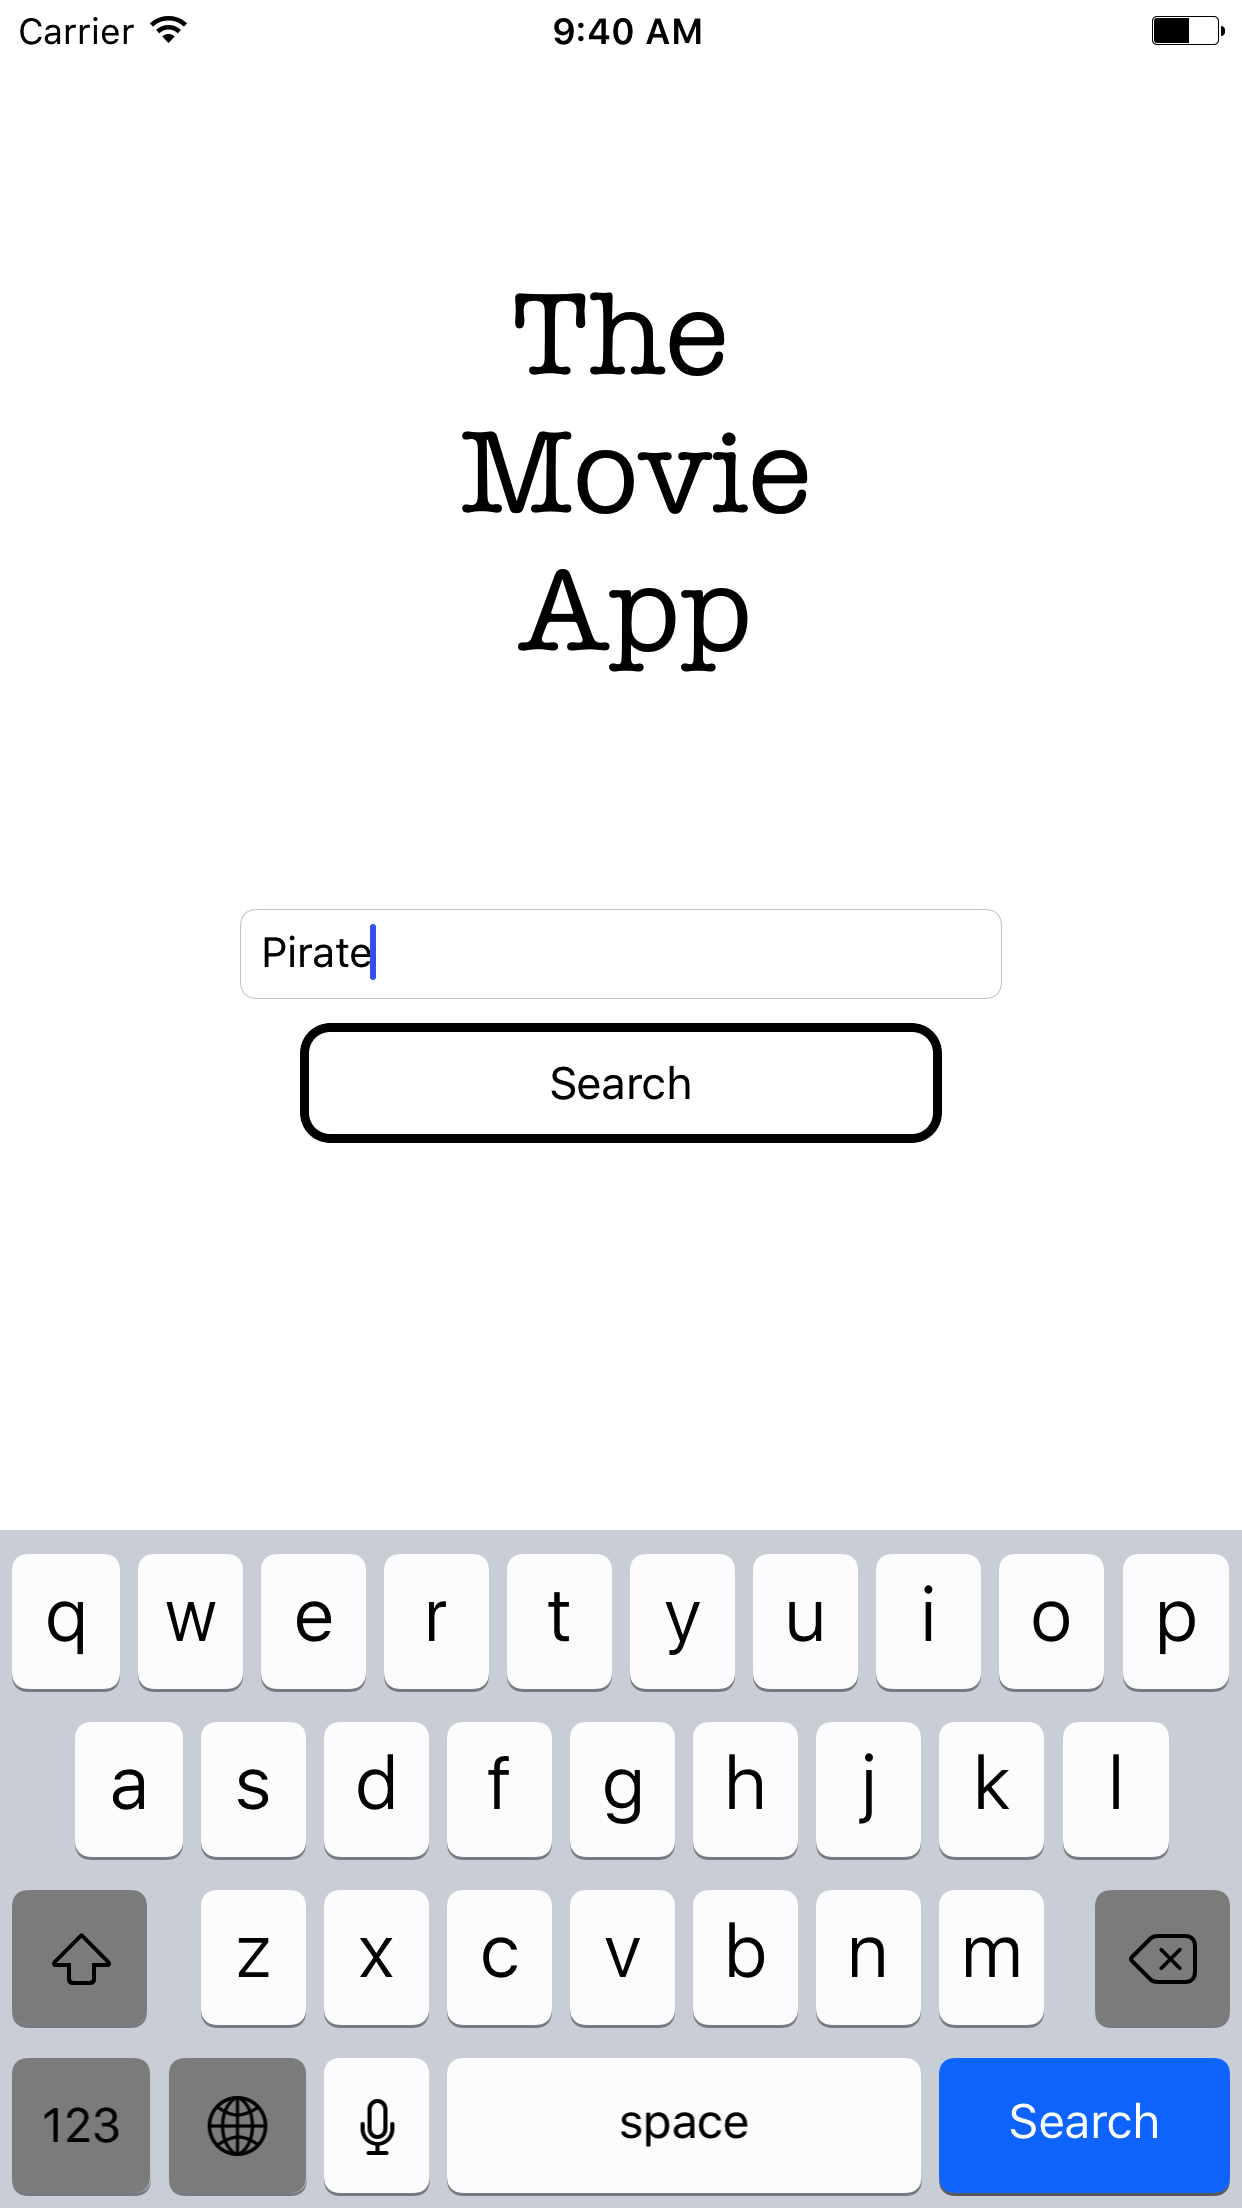 Carrier 9:40 AM
The
Movie
App
Pirate
Search
q w e r t y u i o p
a s d f g h j k l
z x c v b n m
123 space Search